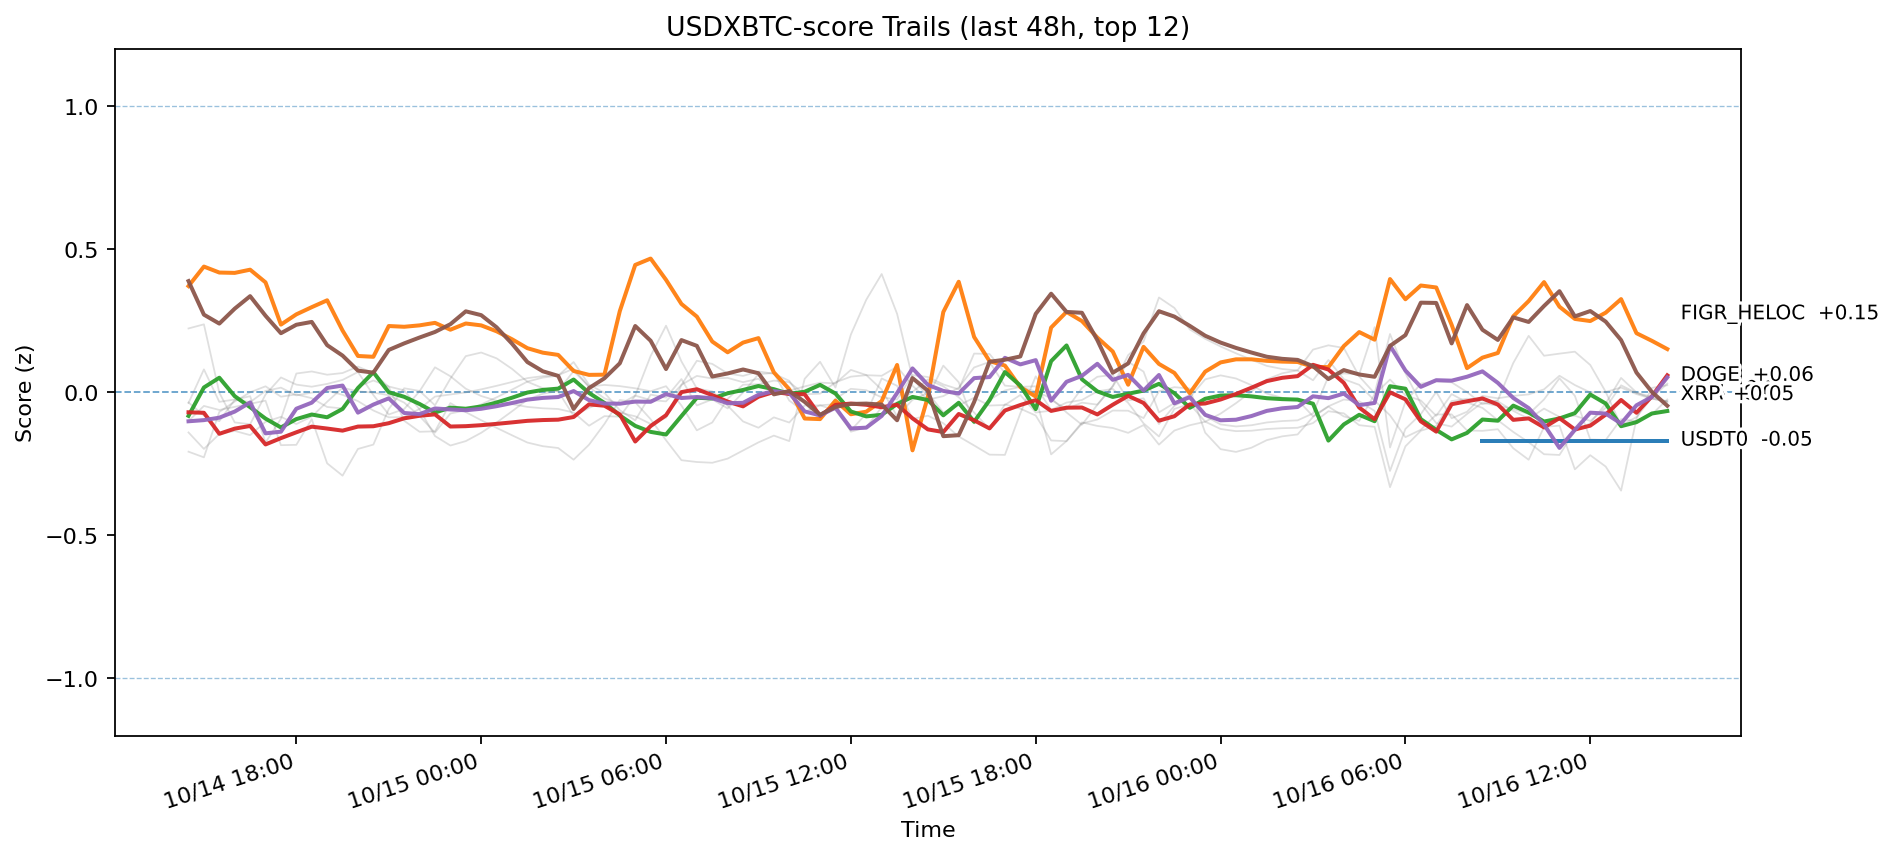 USDXBTC-score Trails (last 48h, top 12)
Score (z)
1.0
0.5
0.0
−0.5
−1.0
FIGR_HELOC +0.15
DOGE +0.06
XRP +0.05
USDT0 -0.05
10/14 18:00
10/15 00:00
10/15 06:00
10/15 12:00
10/15 18:00
10/16 00:00
10/16 06:00
10/16 12:00
Time